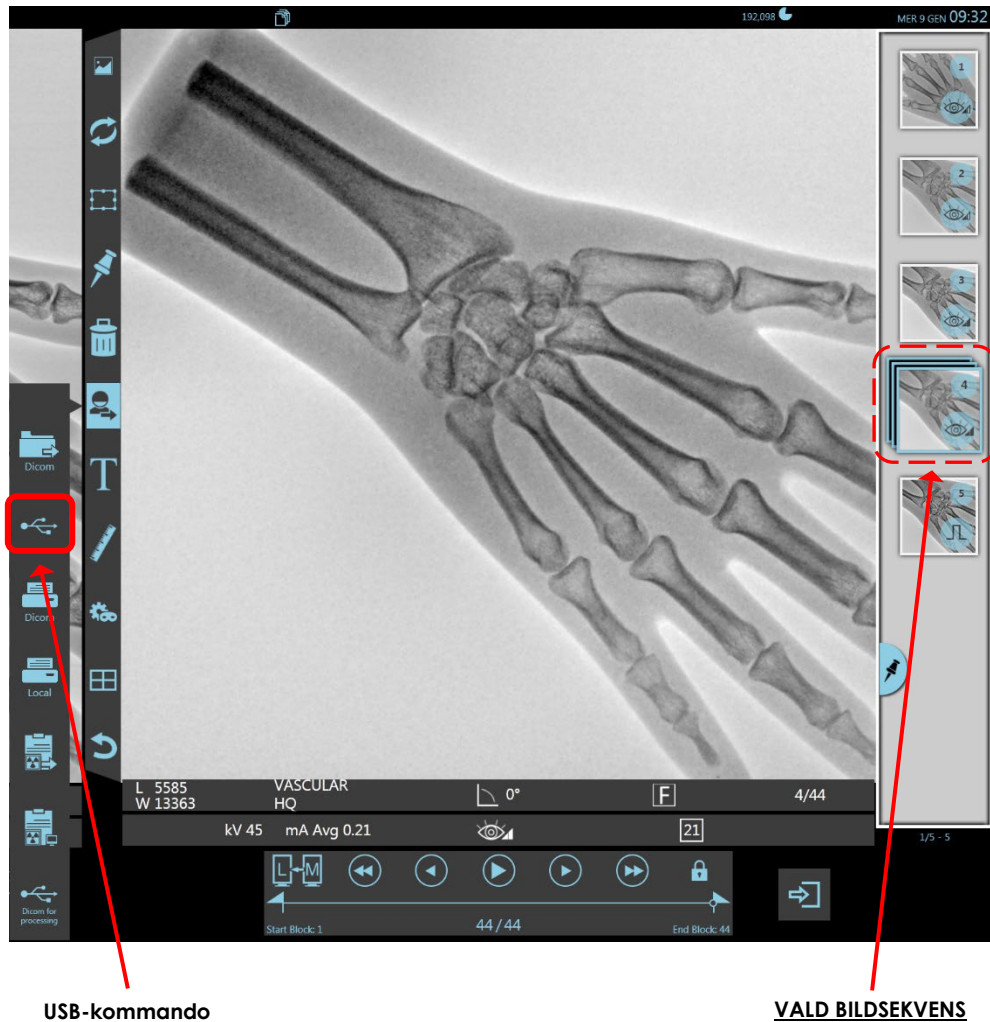 192,098
MER 9 GEN 09:32
1
2
3
4
5
Dicom
T
Dicom
Local
Dicom for
processing
L 5585
W 13363
VASCULAR
HQ
0°
F
4/44
kV 45 mA Avg 0.21
21
1/5 - 5
L M
Start Block: 1
44 / 44
End Block: 44
USB-kommando
VALD BILDSEKVENS